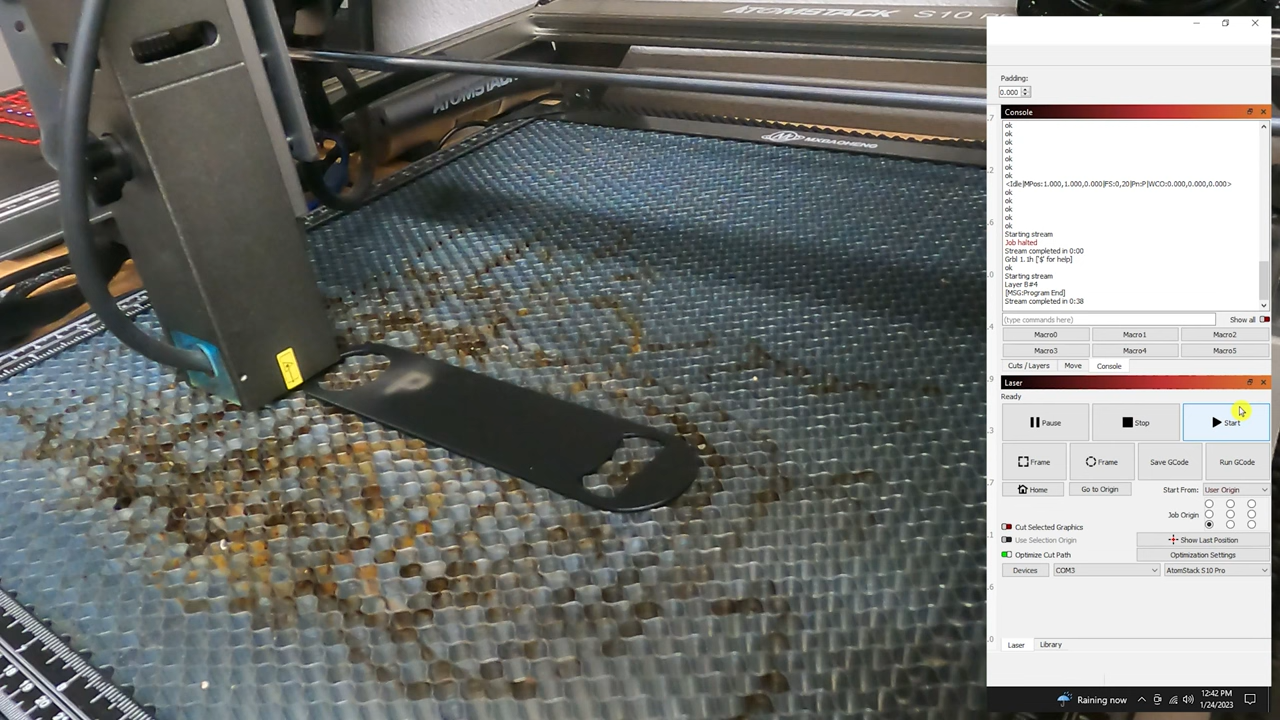 ATOMSTACK S10 P
ATOMSTACK
MXBAOHENG
Padding:
0.000
Console
ok
ok
ok
ok
ok
ok
ok
<Idle|MPos:1.000,1.000,0.000|FS:0,20|Pn:P|WCO:0.000,0.000,0.000>
ok
ok
ok
ok
ok
Starting stream
Job halted
Stream completed in 0:00
Grbl 1.1h ['$' for help]
ok
Starting stream
Layer B#4
[MSG:Program End]
Stream completed in 0:38
(type commands here)
Show all
Macro0
Macro1
Macro2
Macro3
Macro4
Macro5
Cuts / Layers
Move
Console
Laser
Ready
Pause
Stop
Start
Frame
Frame
Save GCode
Run GCode
Home
Go to Origin
Start From:
User Origin
Job Origin
Cut Selected Graphics
Use Selection Origin
Show Last Position
Optimize Cut Path
Optimization Settings
Devices
COM3
AtomStack S10 Pro
Laser
Library
Raining now
12:42 PM
1/24/2023